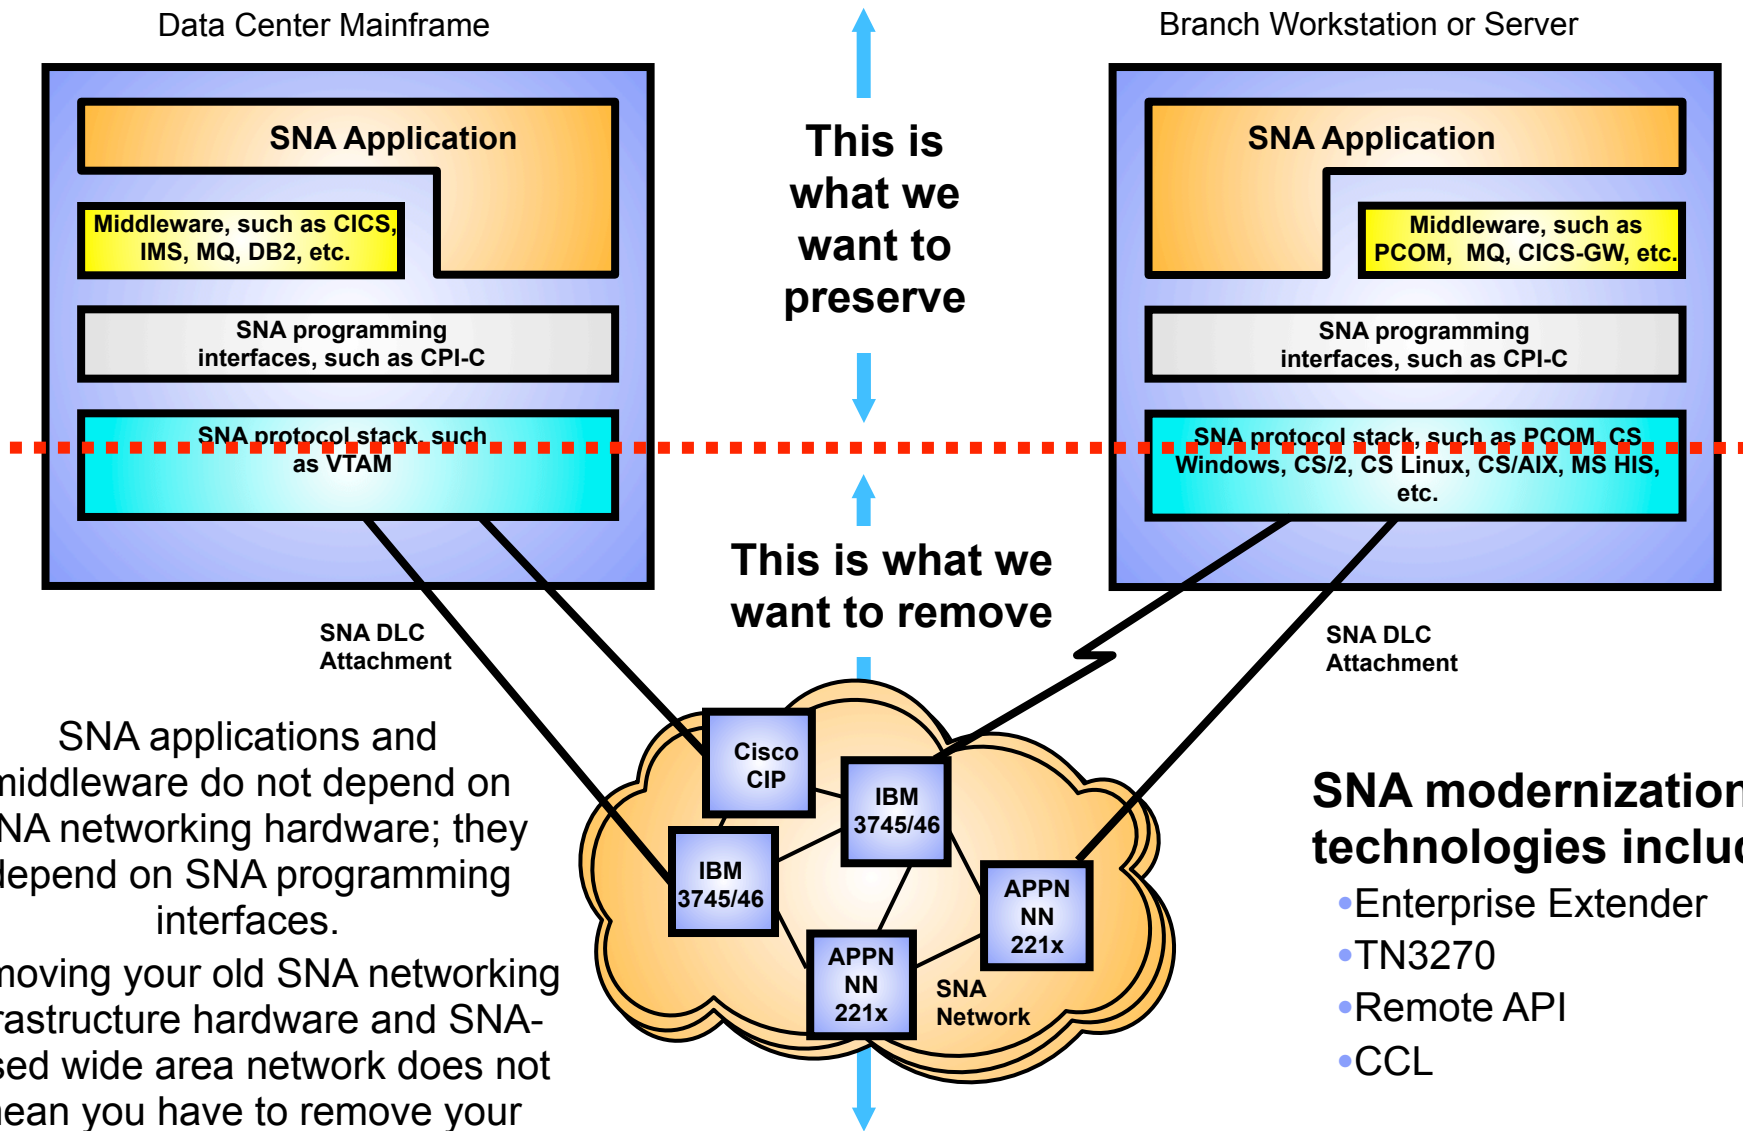 Data Center Mainframe
Branch Workstation or Server
SNA Application
Middleware, such as CICS,
IMS, MQ, DB2, etc.
SNA programming
interfaces, such as CPI-C
SNA protocol stack, such
as VTAM
This is
what we
want to
preserve
This is what we
want to remove
SNA Application
Middleware, such as
PCOM, MQ, CICS-GW, etc.
SNA programming
interfaces, such as CPI-C
SNA protocol stack, such as PCOM, CS
Windows, CS/2, CS Linux, CS/AIX, MS HIS,
etc.
SNA DLC
Attachment
SNA DLC
Attachment
Cisco
CIP
IBM
3745/46
IBM
3745/46
APPN
NN
221x
APPN
NN
221x
SNA
Network
SNA applications and
middleware do not depend on
NA networking hardware; they
depend on SNA programming
interfaces.
moving your old SNA networking
rastructure hardware and SNA-
sed wide area network does not
mean you have to remove your
SNA modernization
technologies includ
•Enterprise Extender
•TN3270
•Remote API
•CCL